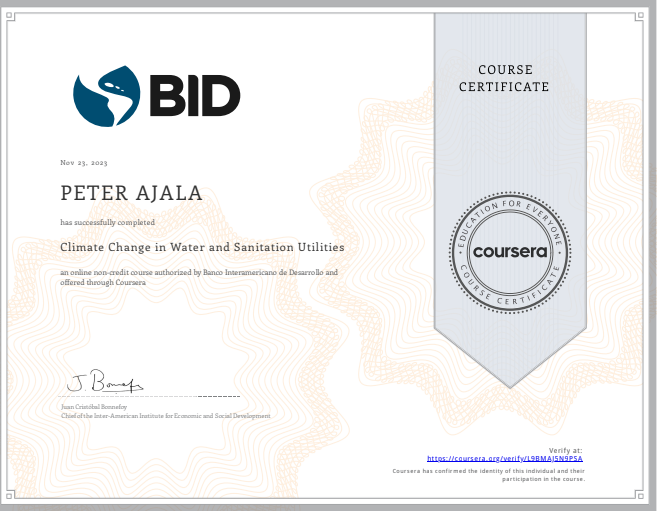 COURSE
CERTIFICATE
BID
Nov 23, 2023
PETER AJALA
has successfully completed
Climate Change in Water and Sanitation Utilities
an online non-credit course authorized by Banco Interamericano de Desarrollo and
offered through Coursera
EDUCATION FOR EVERYONE
coursera
COURSE CERTIFICATE
J. Bonnefoy
Juan Cristóbal Bonnefoy
Chief of the Inter-American Institute for Economic and Social Development
Verify at:
https://coursera.org/verify/L9BMAJ5N9PSA
Coursera has confirmed the identity of this individual and their
participation in the course.